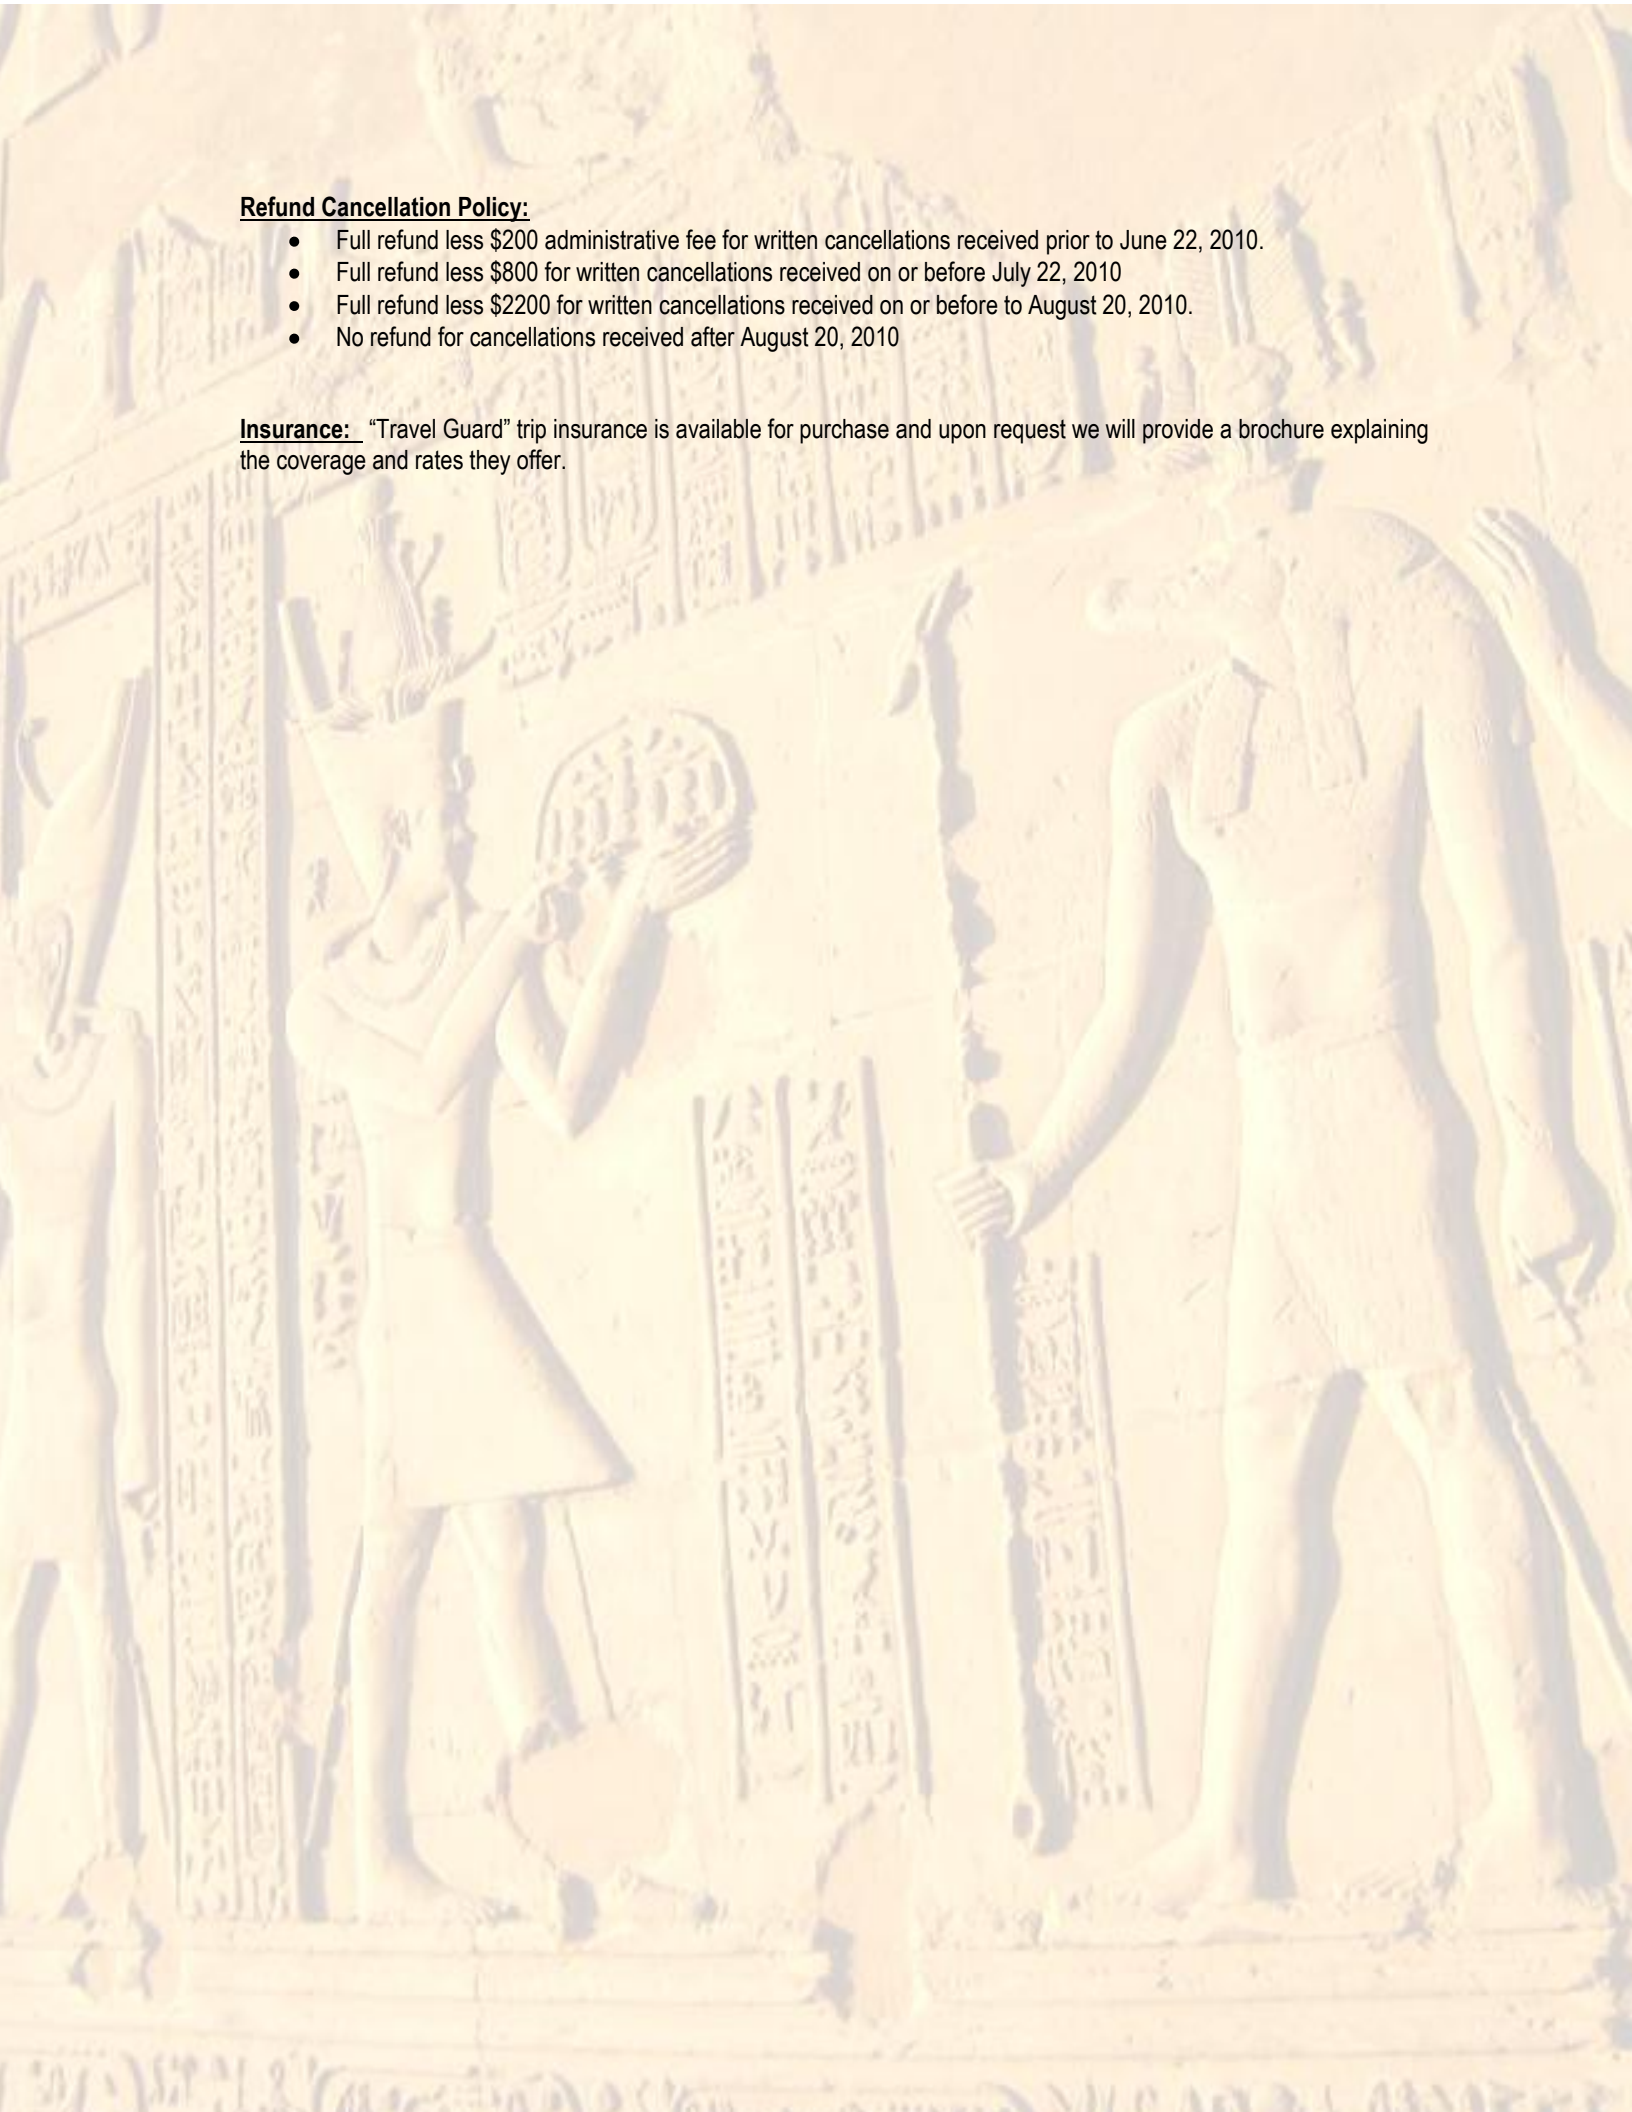 Refund Cancellation Policy:
● Full refund less $200 administrative fee for written cancellations received prior to June 22, 2010.
● Full refund less $800 for written cancellations received on or before July 22, 2010
● Full refund less $2200 for written cancellations received on or before to August 20, 2010.
● No refund for cancellations received after August 20, 2010
Insurance: “Travel Guard” trip insurance is available for purchase and upon request we will provide a brochure explaining
the coverage and rates they offer.